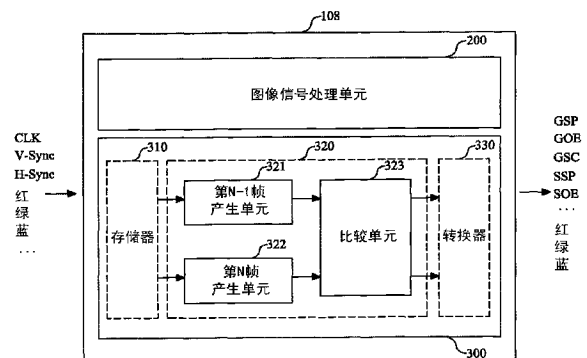 108
200
图像信号处理单元
CLK
V-Sync
H-Sync
红
绿
蓝
...
310
存储器
320
321
第N-1帧
产生单元
322
第N帧
产生单元
323
比较单元
330
转换器
300
GSP
GOE
GSC
SSP
SOE
...
红
绿
蓝